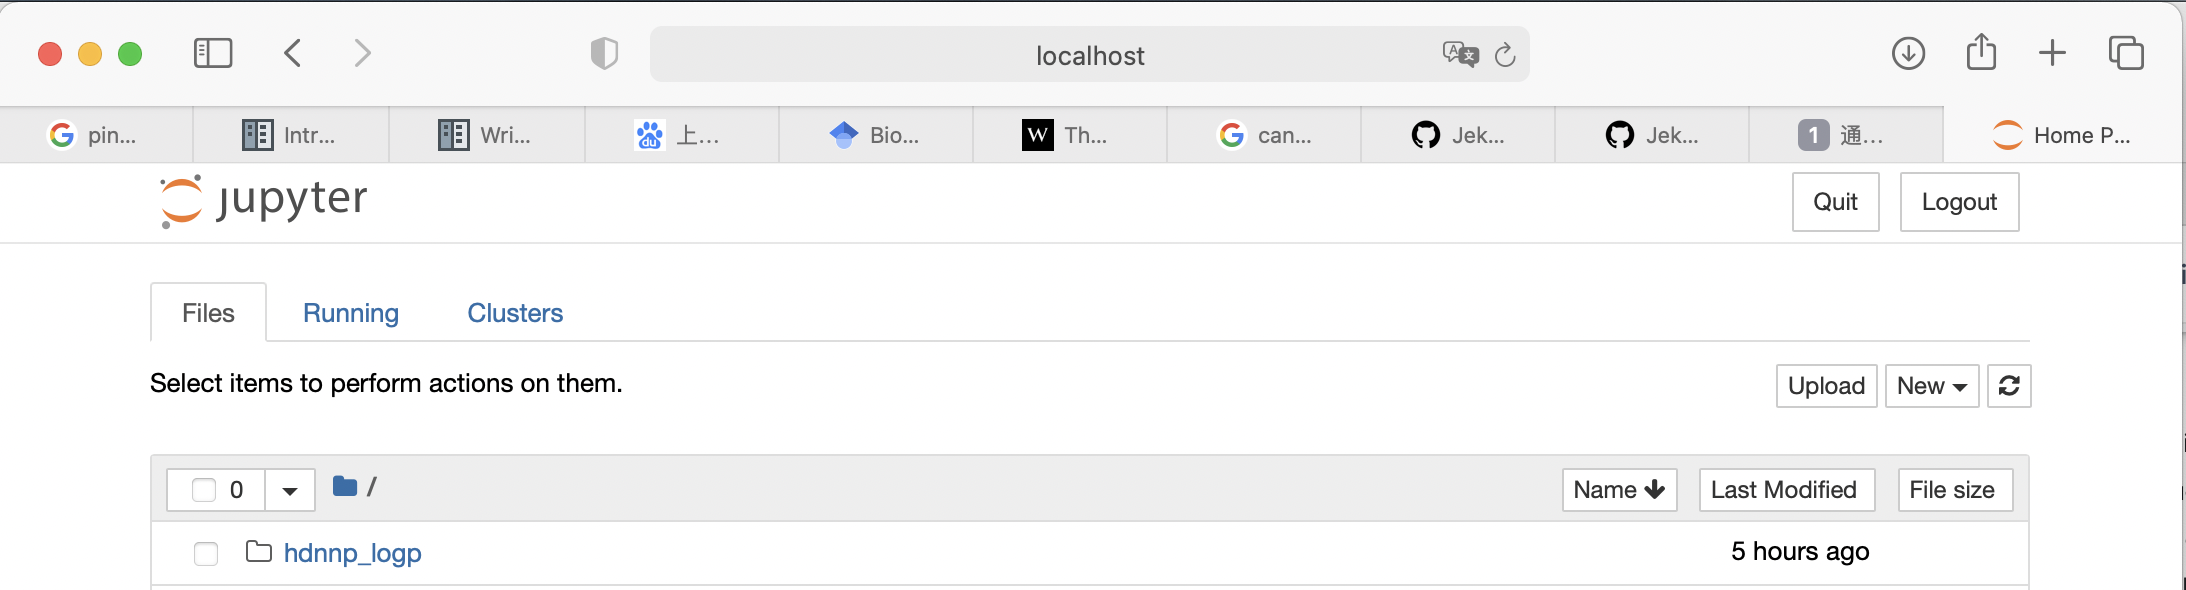 localhost
pin... Intr... Wri... 上... Bio... Th... can... Jek... Jek... 1 通... Home P...
jupyter Quit Logout
Files Running Clusters
Select items to perform actions on them. Upload New
0 / Name Last Modified File size
hdnnp_logp 5 hours ago